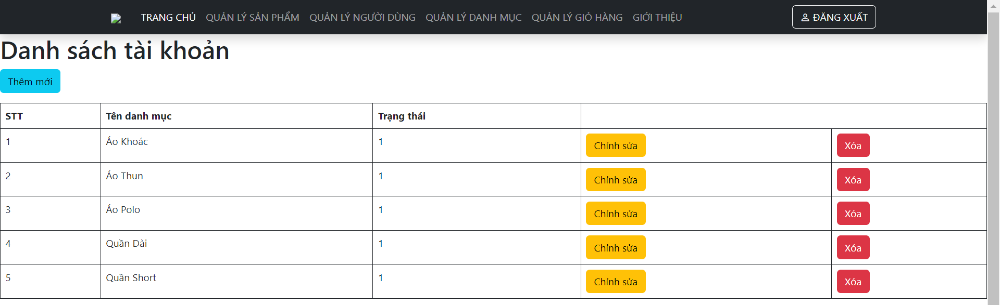 TRANG CHỦ QUẢN LÝ SẢN PHẨM QUẢN LÝ NGƯỜI DÙNG QUẢN LÝ DANH MỤC QUẢN LÝ GIỎ HÀNG GIỚI THIỆU ĐĂNG XUẤT
Danh sách tài khoản
Thêm mới
STT Tên danh mục Trạng thái
1 Áo Khoác 1 Chỉnh sửa Xóa
2 Áo Thun 1 Chỉnh sửa Xóa
3 Áo Polo 1 Chỉnh sửa Xóa
4 Quần Dài 1 Chỉnh sửa Xóa
5 Quần Short 1 Chỉnh sửa Xóa